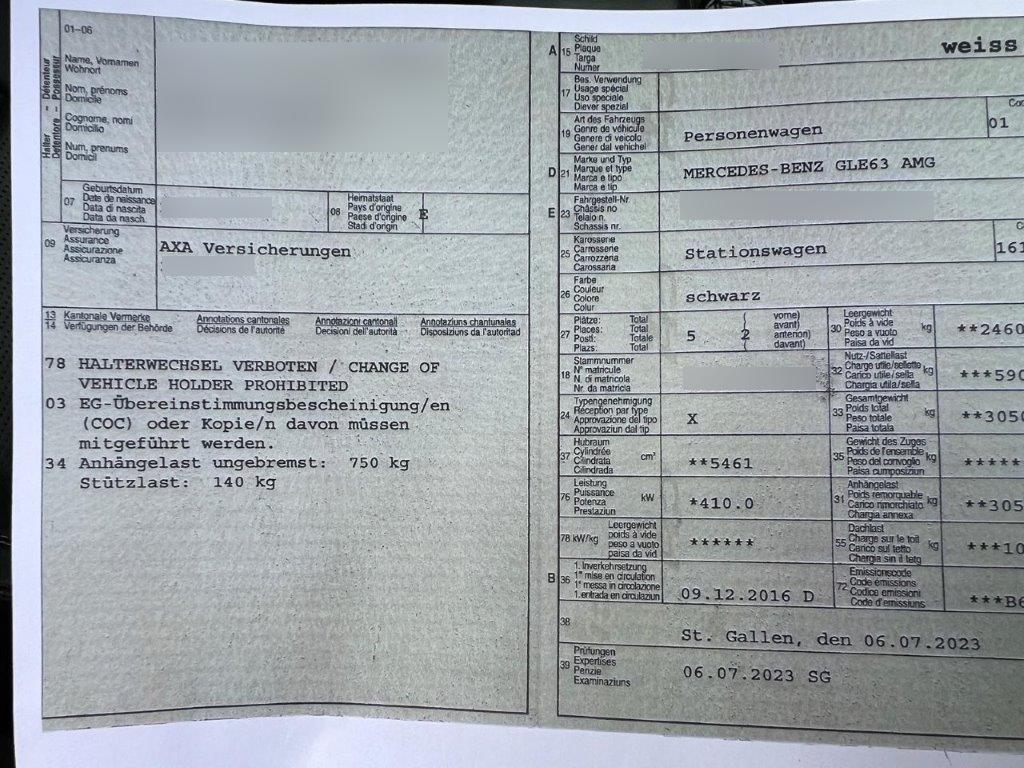 01-06
Halter – Détenteur
Detentore – Possessur
Name, Vornamen
Wohnort
Nom, prénoms
Domicile
Cognome, nomi
Domicilio
Num, prenums
Domicil
07
Geburtsdatum
Date de naissance
Data di nascita
Data da nasch.
08
Heimatstaat
Pays d'origine
Paese d'origine
Stadi d'origin
E
09
Versicherung
Assurance
Assicurazione
Assicuranza
AXA Versicherungen
13 Kantonale Vermerke Annotations cantonales Annotazioni cantonali Annotaziuns chantunalas
14 Verfügungen der Behörde Décisions de l'autorité Decisioni dell'autorità Disposiziuns da l'autoritad
78 HALTERWECHSEL VERBOTEN / CHANGE OF
VEHICLE HOLDER PROHIBITED
03 EG-Übereinstimmungsbescheinigung/en
(COC) oder Kopie/n davon müssen
mitgeführt werden.
34 Anhängelast ungebremst: 750 kg
Stützlast: 140 kg
A 15
Schild
Plaque
Targa
Numer
weiss
17
Bes. Verwendung
Usage spécial
Uso speciale
Diever spezial
19
Art des Fahrzeugs
Genre de véhicule
Genere di veicolo
Gener dal vehichel
Personenwagen
01
D 21
Marke und Typ
Marque et type
Marca e tipo
Marca e tip
MERCEDES-BENZ GLE63 AMG
E 23
Fahrgestell-Nr.
Châssis no
Telaio n.
Schassis nr.
25
Karosserie
Carrosserie
Carrozzeria
Carossaria
Stationswagen
161
26
Farbe
Couleur
Colore
Colur
schwarz
27
Plätze: Total
Places: Total
Posti: Totale
Plazs: Total
5 2
vorne)
avant)
anteriori)
davant)
30
Leergewicht
Poids à vide
Peso a vuoto
Paisa da vid
kg
**2460
18
Stammnummer
N° matricule
N. di matricola
Nr. da matricla
32
Nutz-/Sattellast
Charge utile/sellette
Carico utile/sella
Chargia utila/sella
kg
***590
24
Typengenehmigung
Réception par type
Approvazione del tipo
Approvaziun dal tip
X
33
Gesamtgewicht
Poids total
Peso totale
Paisa totala
kg
**3050
37
Hubraum
Cylindrée
Cilindrata
Cilindrada
cm³
**5461
35
Gewicht des Zuges
Poids de l'ensemble
Peso del convoglio
Paisa cumposiziun
kg
*****
76
Leistung
Puissance
Potenza
Prestaziun
kW
*410.0
31
Anhängelast
Poids remorquable
Carico rimorchiato
Chargia annexa
kg
**305
78 kW/kg
Leergewicht
poids à vide
peso a vuoto
paisa da vid
******
55
Dachlast
Charge sur le toit
Carico sul tetto
Chargia sin il tetg
kg
***10
B 36
1. Inverkehrsetzung
1re mise en circulation
1a messa in circolazione
1. entrada en circulaziun
09.12.2016 D
72
Emissionscode
Code émissions
Codice emissioni
Code d'emissiuns
***B6
38
St. Gallen, den 06.07.2023
39
Prüfungen
Expertises
Perizie
Examinaziuns
06.07.2023 SG